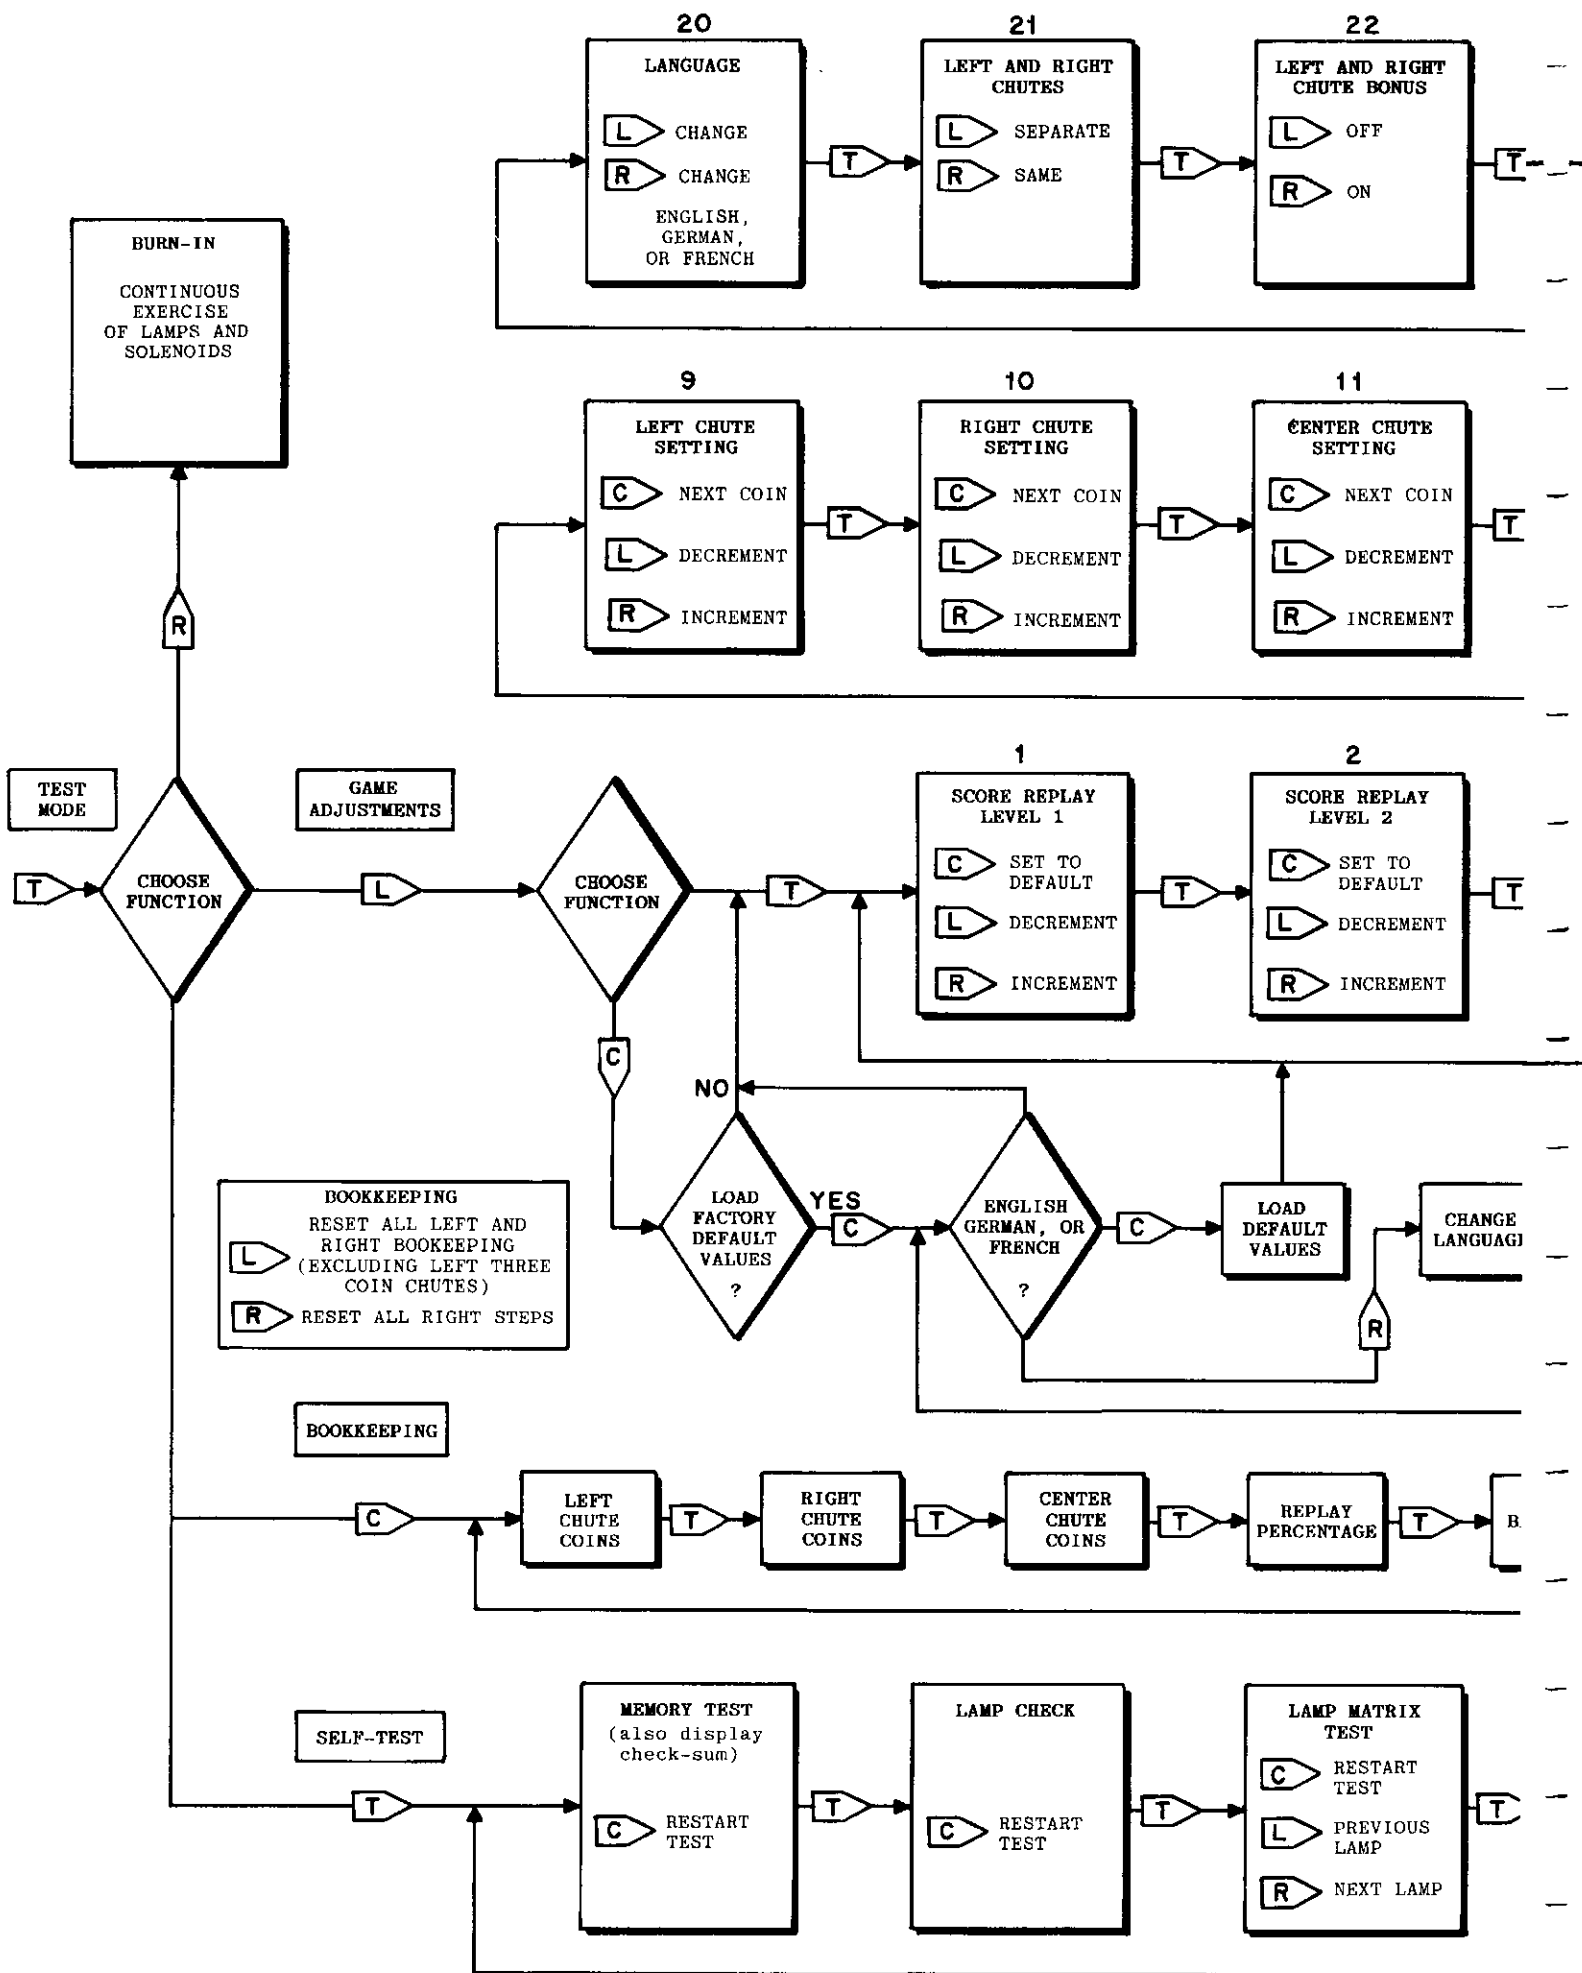 20
LANGUAGE
L CHANGE
R CHANGE
ENGLISH,
GERMAN,
OR FRENCH
T
21
LEFT AND RIGHT
CHUTES
L SEPARATE
R SAME
T
22
LEFT AND RIGHT
CHUTE BONUS
L OFF
R ON
T
BURN-IN
CONTINUOUS
EXERCISE
OF LAMPS AND
SOLENOIDS
R
9
LEFT CHUTE
SETTING
C NEXT COIN
L DECREMENT
R INCREMENT
T
10
RIGHT CHUTE
SETTING
C NEXT COIN
L DECREMENT
R INCREMENT
T
11
CENTER CHUTE
SETTING
C NEXT COIN
L DECREMENT
R INCREMENT
T
TEST
MODE
T
CHOOSE
FUNCTION
GAME
ADJUSTMENTS
L
CHOOSE
FUNCTION
T
1
SCORE REPLAY
LEVEL 1
C SET TO
DEFAULT
L DECREMENT
R INCREMENT
T
2
SCORE REPLAY
LEVEL 2
C SET TO
DEFAULT
L DECREMENT
R INCREMENT
T
C
NO
LOAD
FACTORY
DEFAULT
VALUES
?
YES
C
ENGLISH
GERMAN, OR
FRENCH
?
C
LOAD
DEFAULT
VALUES
R
CHANGE
LANGUAG
BOOKKEEPING
L RESET ALL LEFT AND
RIGHT BOOKEEPING
(EXCLUDING LEFT THREE
COIN CHUTES)
R RESET ALL RIGHT STEPS
BOOKKEEPING
C
LEFT
CHUTE
COINS
T
RIGHT
CHUTE
COINS
T
CENTER
CHUTE
COINS
T
REPLAY
PERCENTAGE
T
SELF-TEST
T
MEMORY TEST
(also display
check-sum)
C RESTART
TEST
T
LAMP CHECK
C RESTART
TEST
T
LAMP MATRIX
TEST
C RESTART
TEST
L PREVIOUS
LAMP
R NEXT LAMP
T